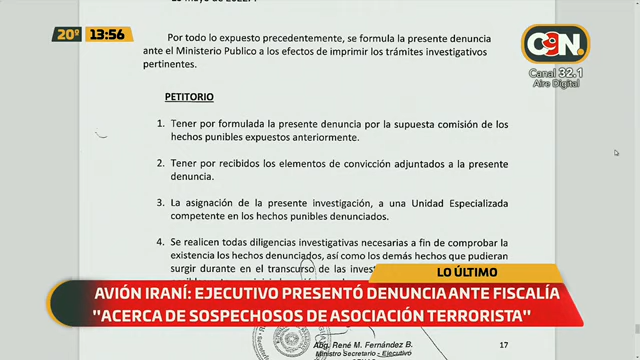 20º 13:56
C9N
Canal 32.1
Aire Digital
Por todo lo expuesto precedentemente, se formula la presente denuncia
ante el Ministerio Publico a los efectos de imprimir los trámites investigativos
pertinentes.
PETITORIO
1. Tener por formulada la presente denuncia por la supuesta comisión de los
hechos punibles expuestos anteriormente.
2. Tener por recibidos los elementos de convicción adjuntados a la presente
denuncia.
3. La asignación de la presente investigación, a una Unidad Especializada
competente en los hechos punibles denunciados.
4. Se realicen todas diligencias investigativas necesarias a fin de comprobar la
existencia los hechos denunciados, así como los demás hechos que pudieran
surgir durante en el transcurso de las
LO ÚLTIMO
AVIÓN IRANÍ: EJECUTIVO PRESENTÓ DENUNCIA ANTE FISCALÍA
"ACERCA DE SOSPECHOSOS DE ASOCIACIÓN TERRORISTA"
Abg. René M. Fernández B. 17
Ministro Secretario - Ejecutivo